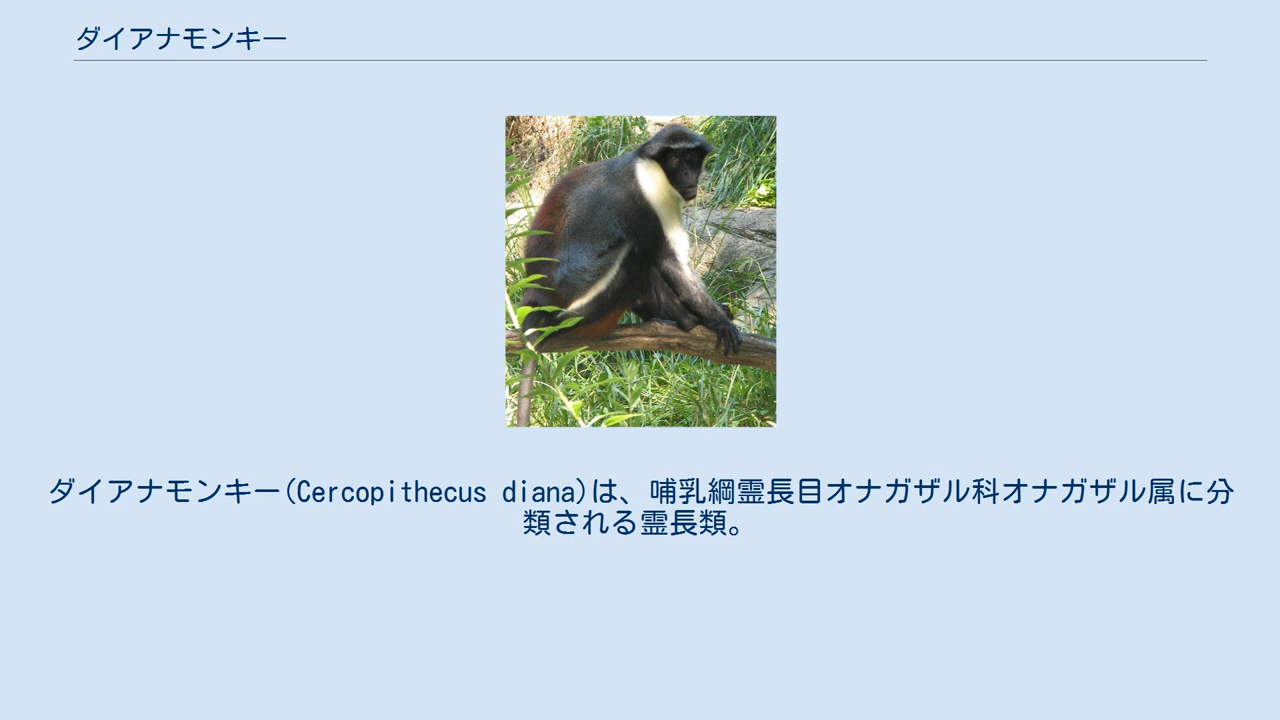 ダイアナモンキー
ダイアナモンキー(Cercopithecus diana)は、哺乳綱霊長目オナガザル科オナガザル属に分
類される霊長類。